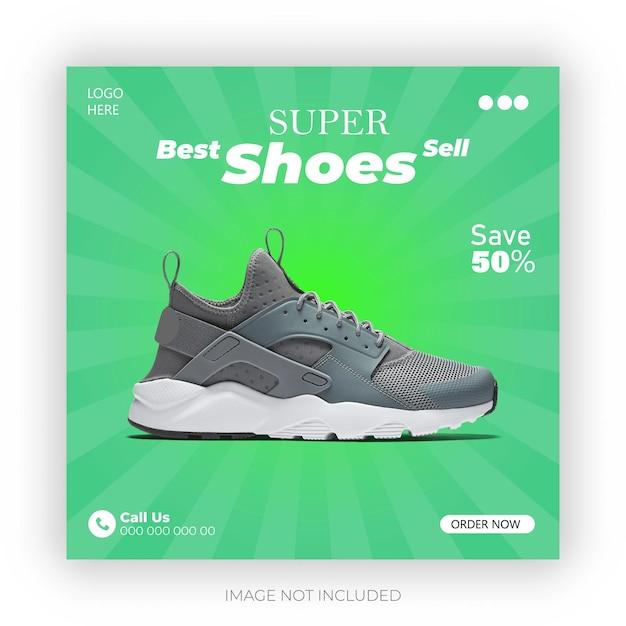 LOGO
HERE
SUPER
Best Shoes Sell
Save
50%
Call Us
000 000 000 00
ORDER NOW
IMAGE NOT INCLUDED